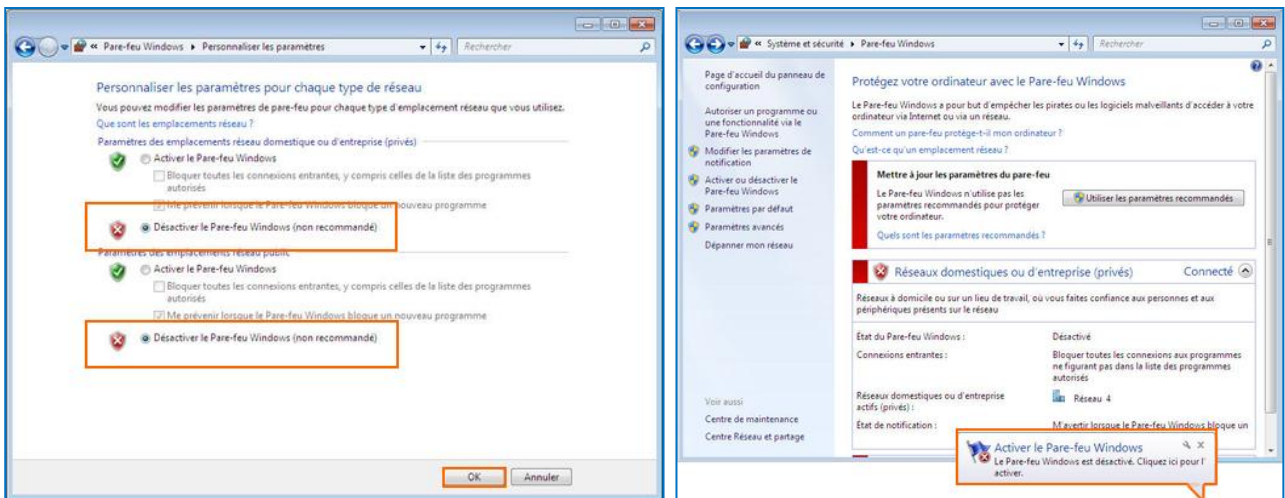 « Pare-feu Windows ▸ Personnaliser les paramètres
Rechercher
Personnaliser les paramètres pour chaque type de réseau
Vous pouvez modifier les paramètres de pare-feu pour chaque type d'emplacement réseau que vous utilisez.
Que sont les emplacements réseau ?
Paramètres des emplacements réseau domestique ou d'entreprise (privés)
Activer le Pare-feu Windows
Bloquer toutes les connexions entrantes, y compris celles de la liste des programmes
autorisés
Me prévenir lorsque le Pare-feu Windows bloque un nouveau programme
Désactiver le Pare-feu Windows (non recommandé)
Paramètres des emplacements réseau public
Activer le Pare-feu Windows
Bloquer toutes les connexions entrantes, y compris celles de la liste des programmes
autorisés
Me prévenir lorsque le Pare-feu Windows bloque un nouveau programme
Désactiver le Pare-feu Windows (non recommandé)
OK
Annuler
« Système et sécurité ▸ Pare-feu Windows
Rechercher
Page d'accueil du panneau de
configuration
Autoriser un programme ou
une fonctionnalité via le
Pare-feu Windows
Modifier les paramètres de
notification
Activer ou désactiver le
Pare-feu Windows
Paramètres par défaut
Paramètres avancés
Dépanner mon réseau
Voir aussi
Centre de maintenance
Centre Réseau et partage
Protégez votre ordinateur avec le Pare-feu Windows
Le Pare-feu Windows a pour but d'empêcher les pirates ou les logiciels malveillants d'accéder à votre
ordinateur via Internet ou via un réseau.
Comment un pare-feu protège-t-il mon ordinateur ?
Qu'est-ce qu'un emplacement réseau ?
Mettre à jour les paramètres du pare-feu
Le Pare-feu Windows n'utilise pas les
paramètres recommandés pour protéger
votre ordinateur.
Utiliser les paramètres recommandés
Quels sont les paramètres recommandés ?
Réseaux domestiques ou d'entreprise (privés)
Connecté
Réseaux à domicile ou sur un lieu de travail, où vous faites confiance aux personnes et aux
périphériques présents sur le réseau
État du Pare-feu Windows :
Désactivé
Connexions entrantes :
Bloquer toutes les connexions aux programmes
ne figurant pas dans la liste des programmes
autorisés
Réseaux domestiques ou d'entreprise
actifs (privés) :
Réseau 4
État de notification :
M'avertir lorsque le Pare-feu Windows bloque un
Activer le Pare-feu Windows
Le Pare-feu Windows est désactivé. Cliquez ici pour l'
activer.